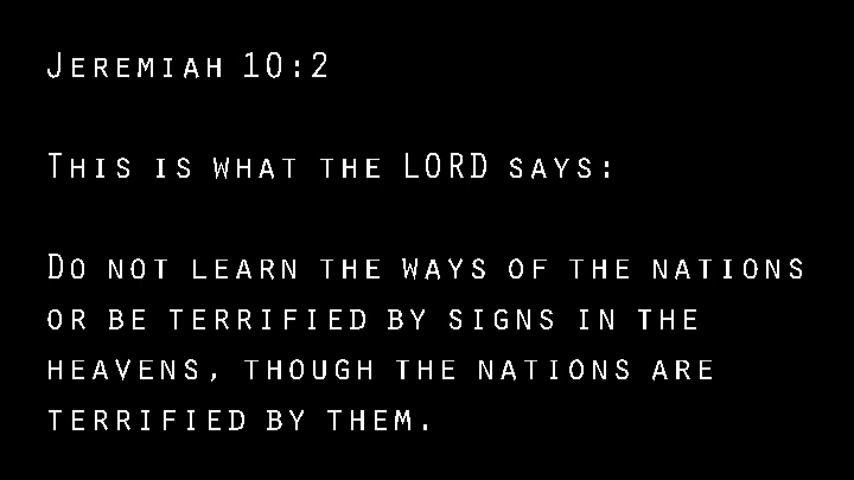 Jeremiah 10:2
This is what the LORD says:
Do not learn the ways of the nations
or be terrified by signs in the
heavens, though the nations are
terrified by them.